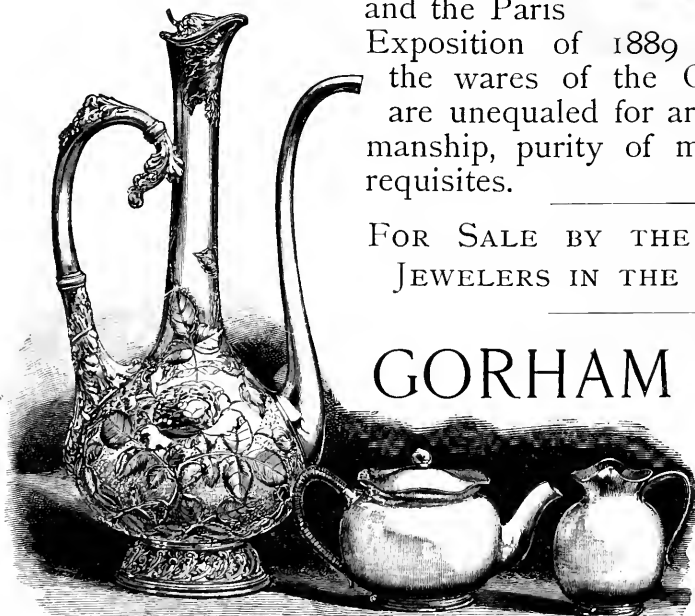 and the Paris
Exposition of 1889
the wares of the
are unequaled for
manship, purity of
requisites.
FOR SALE BY THE
JEWELERS IN THE
GORHAM